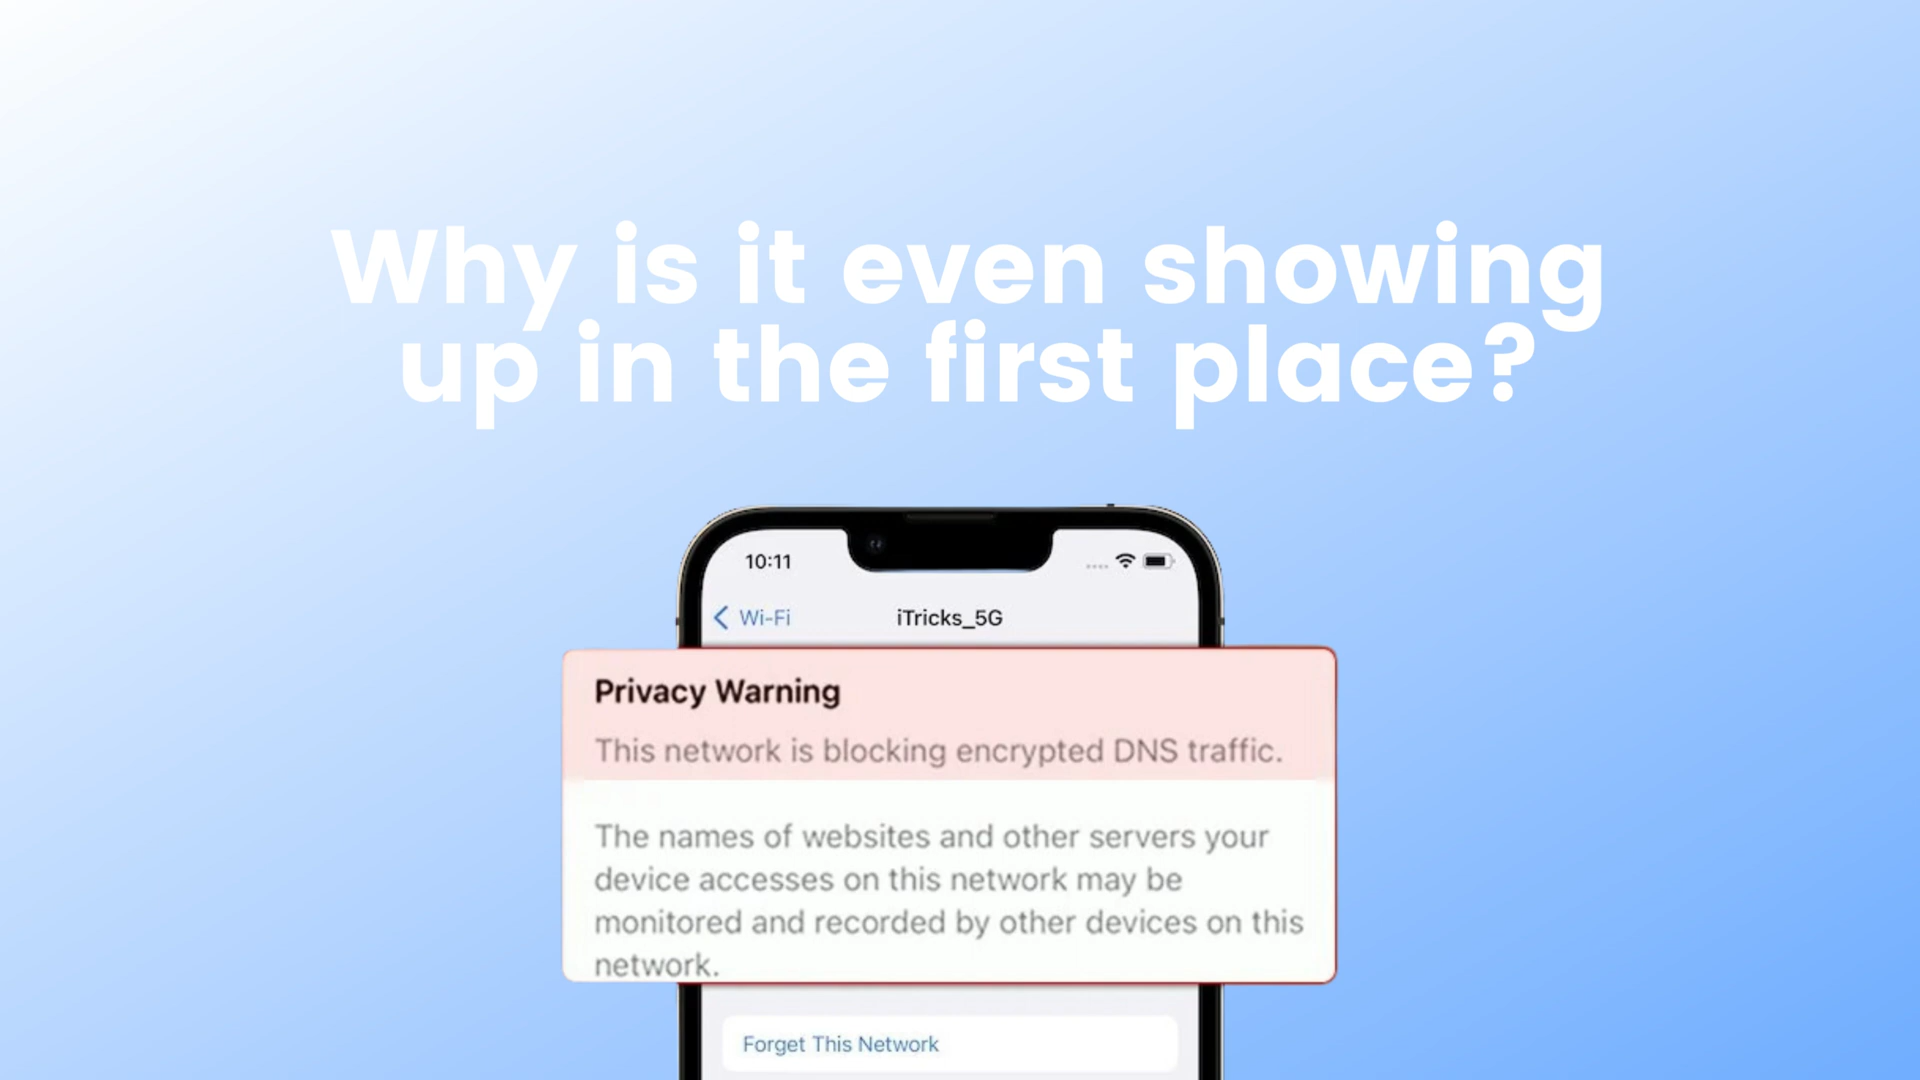 Why is it even showing
up in the first place?
10:11
Wi-Fi
iTricks_5G
Privacy Warning
This network is blocking encrypted DNS traffic.
The names of websites and other servers your
device accesses on this network may be
monitored and recorded by other devices on this
network.
Forget This Network